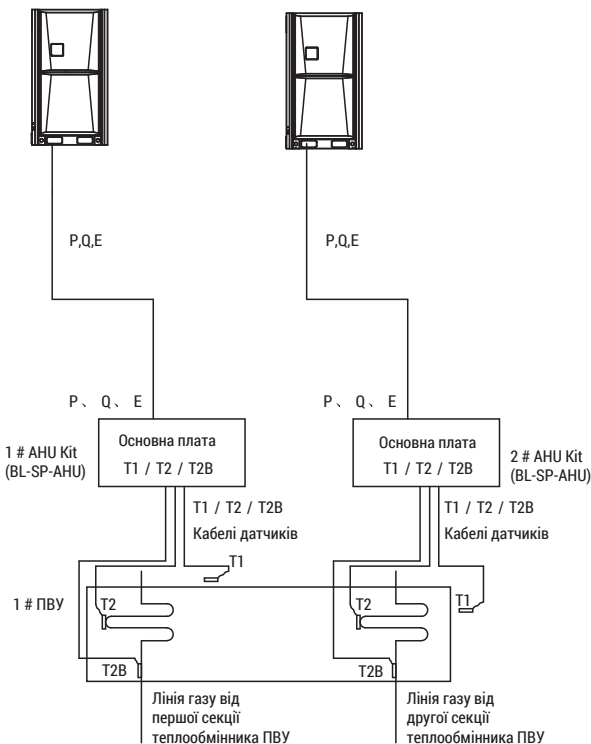 P,Q,E
P,Q,E
P、 Q、 E
P、 Q、 E
1 # AHU Kit
(BL-SP-AHU)
Основна плата
T1 / T2 / T2B
Основна плата
T1 / T2 / T2B
2 # AHU Kit
(BL-SP-AHU)
T1 / T2 / T2B
Кабелі датчиків
T1 / T2 / T2B
Кабелі датчиків
T1
1 # ПВУ
T2
T2
T1
T2B
T2B
Лінія газу від
першої секції
теплообмінника ПВУ
Лінія газу від
другої секції
теплообмінника ПВУ